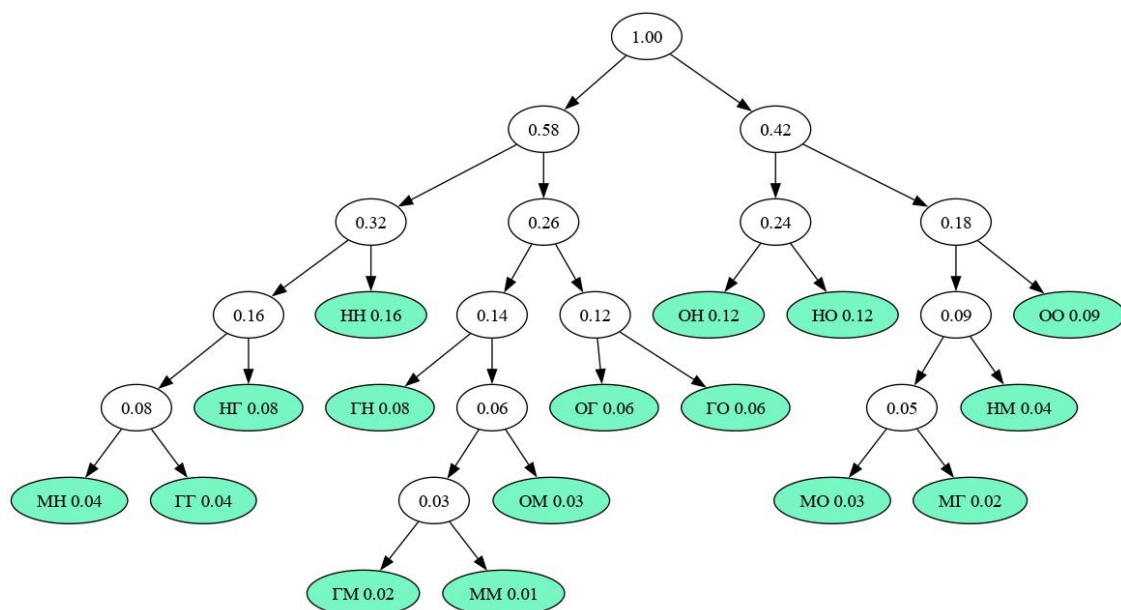 1.00
0.58
0.42
0.32
0.26
0.24
0.18
0.16
НН 0.16
0.14
0.12
ОН 0.12
НО 0.12
0.09
ОО 0.09
0.08
НГ 0.08
ГН 0.08
0.06
ОГ 0.06
ГО 0.06
0.05
НМ 0.04
МН 0.04
ГГ 0.04
0.03
ОМ 0.03
МО 0.03
МГ 0.02
ГМ 0.02
ММ 0.01